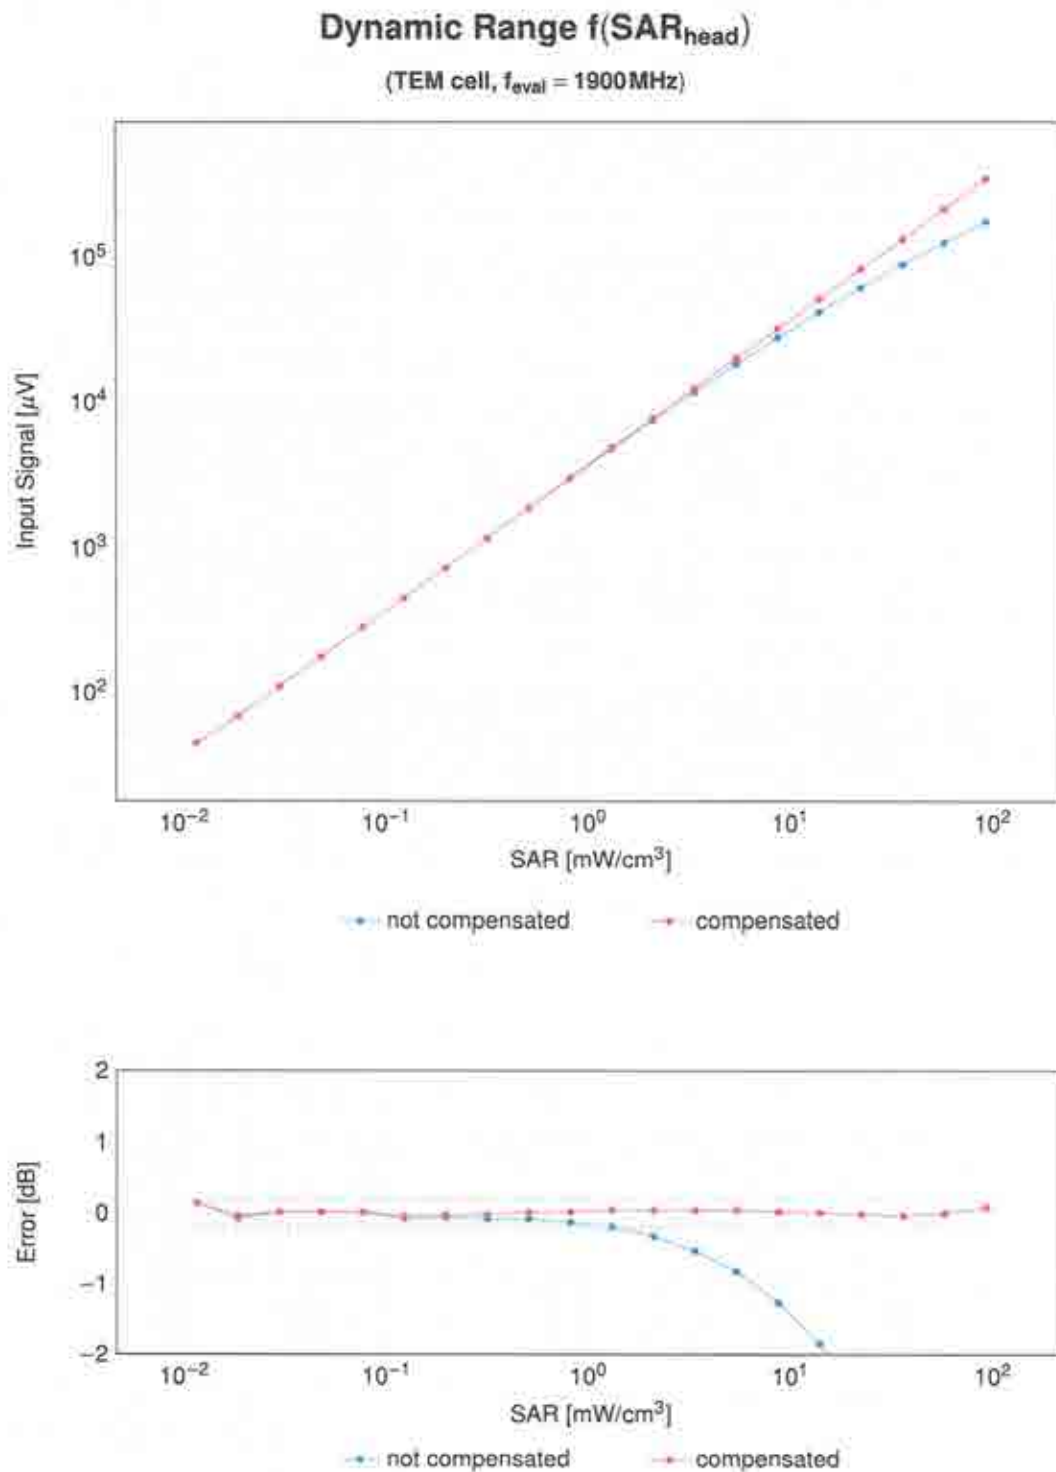 Dynamic Range f(SAR_head)
(TEM cell, f_eval = 1900 MHz)
Input Signal [μV]
10⁵
10⁴
10³
10²
10⁻² 10⁻¹ 10⁰ 10¹ 10²
SAR [mW/cm³]
not compensated compensated
Error [dB]
2
1
0
−1
−2
10⁻² 10⁻¹ 10⁰ 10¹ 10²
SAR [mW/cm³]
not compensated compensated